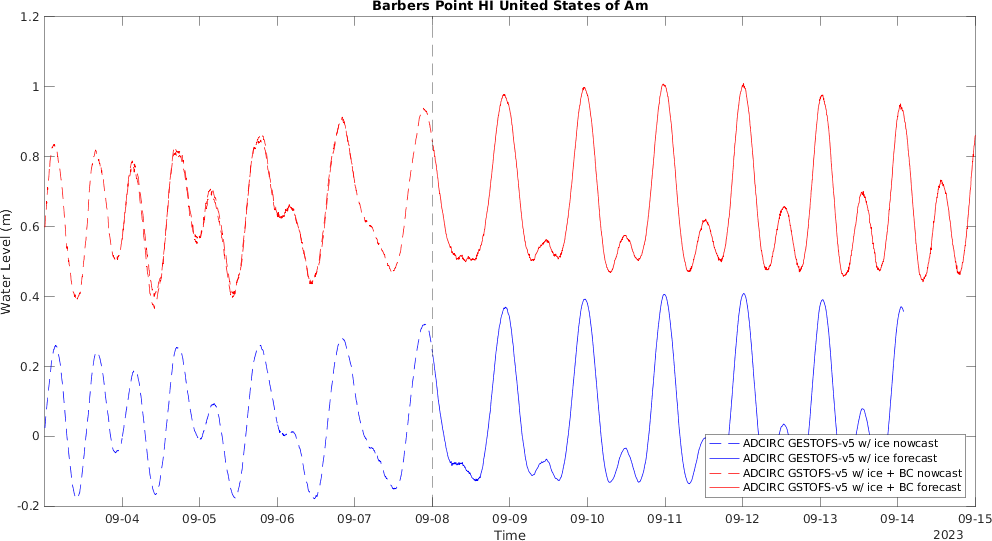 Barbers Point HI United States of Am
Water Level (m)
1.2
1
0.8
0.6
0.4
0.2
0
-0.2
09-04 09-05 09-06 09-07 09-08 09-09 09-10 09-11 09-12 09-13 09-14 09-15
Time
2023
ADCIRC GESTOFS-v5 w/ ice nowcast
ADCIRC GESTOFS-v5 w/ ice forecast
ADCIRC GSTOFS-v5 w/ ice + BC nowcast
ADCIRC GSTOFS-v5 w/ ice + BC forecast